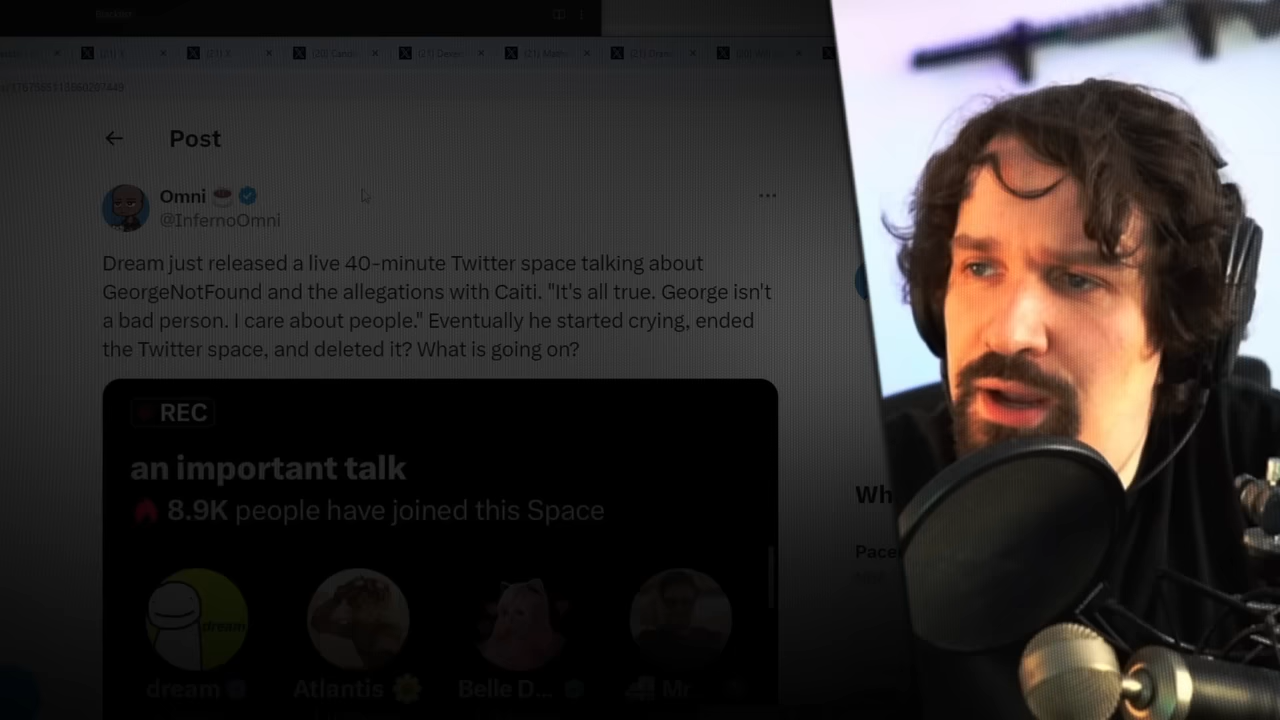 Post
Omni
@InfernoOmni
Dream just released a live 40-minute Twitter space talking about
GeorgeNotFound and the allegations with Caiti. "It's all true. George isn't
a bad person. I care about people." Eventually he started crying, ended
the Twitter space, and deleted it? What is going on?
REC
an important talk
8.9K people have joined this Space
dream
dream
Atlantis
Belle D...
Mr
Wh